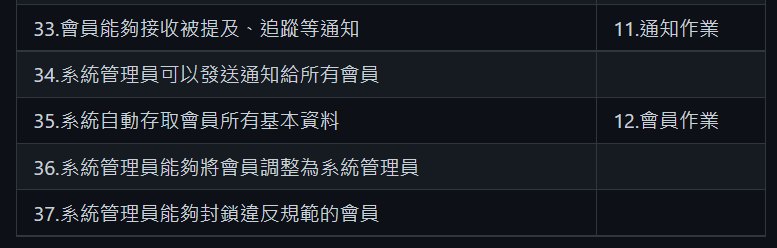 33.會員能夠接收被提及、追蹤等通知 11.通知作業
34.系統管理員可以發送通知給所有會員
35.系統自動存取會員所有基本資料 12.會員作業
36.系統管理員能夠將會員調整為系統管理員
37.系統管理員能夠封鎖違反規範的會員